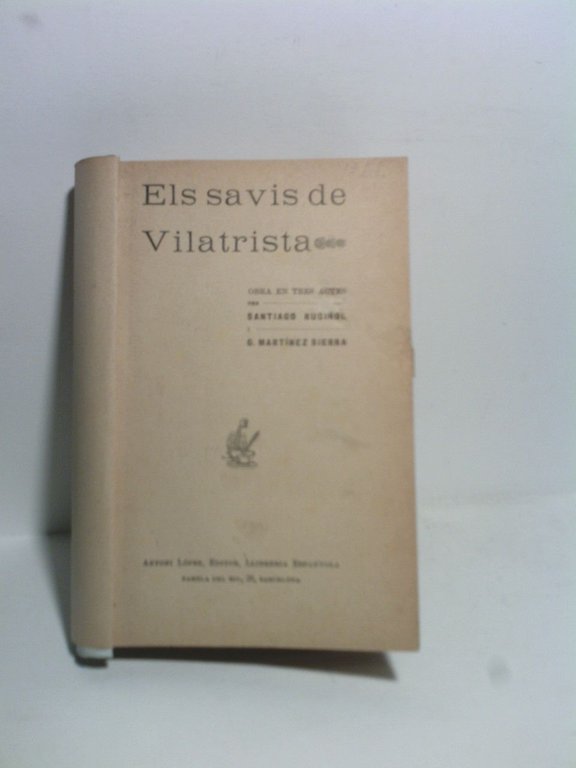 Els savis de
Vilatrista
OBRA EN TRES ACTES
PER
SANTIAGO RUSIÑOL
I
G. MARTÍNEZ SIERRA
ANTONI LÓPEZ, EDITOR, LLIBRERIA ESPANYOLA
RAMBLA DEL MIG, 20, BARCELONA